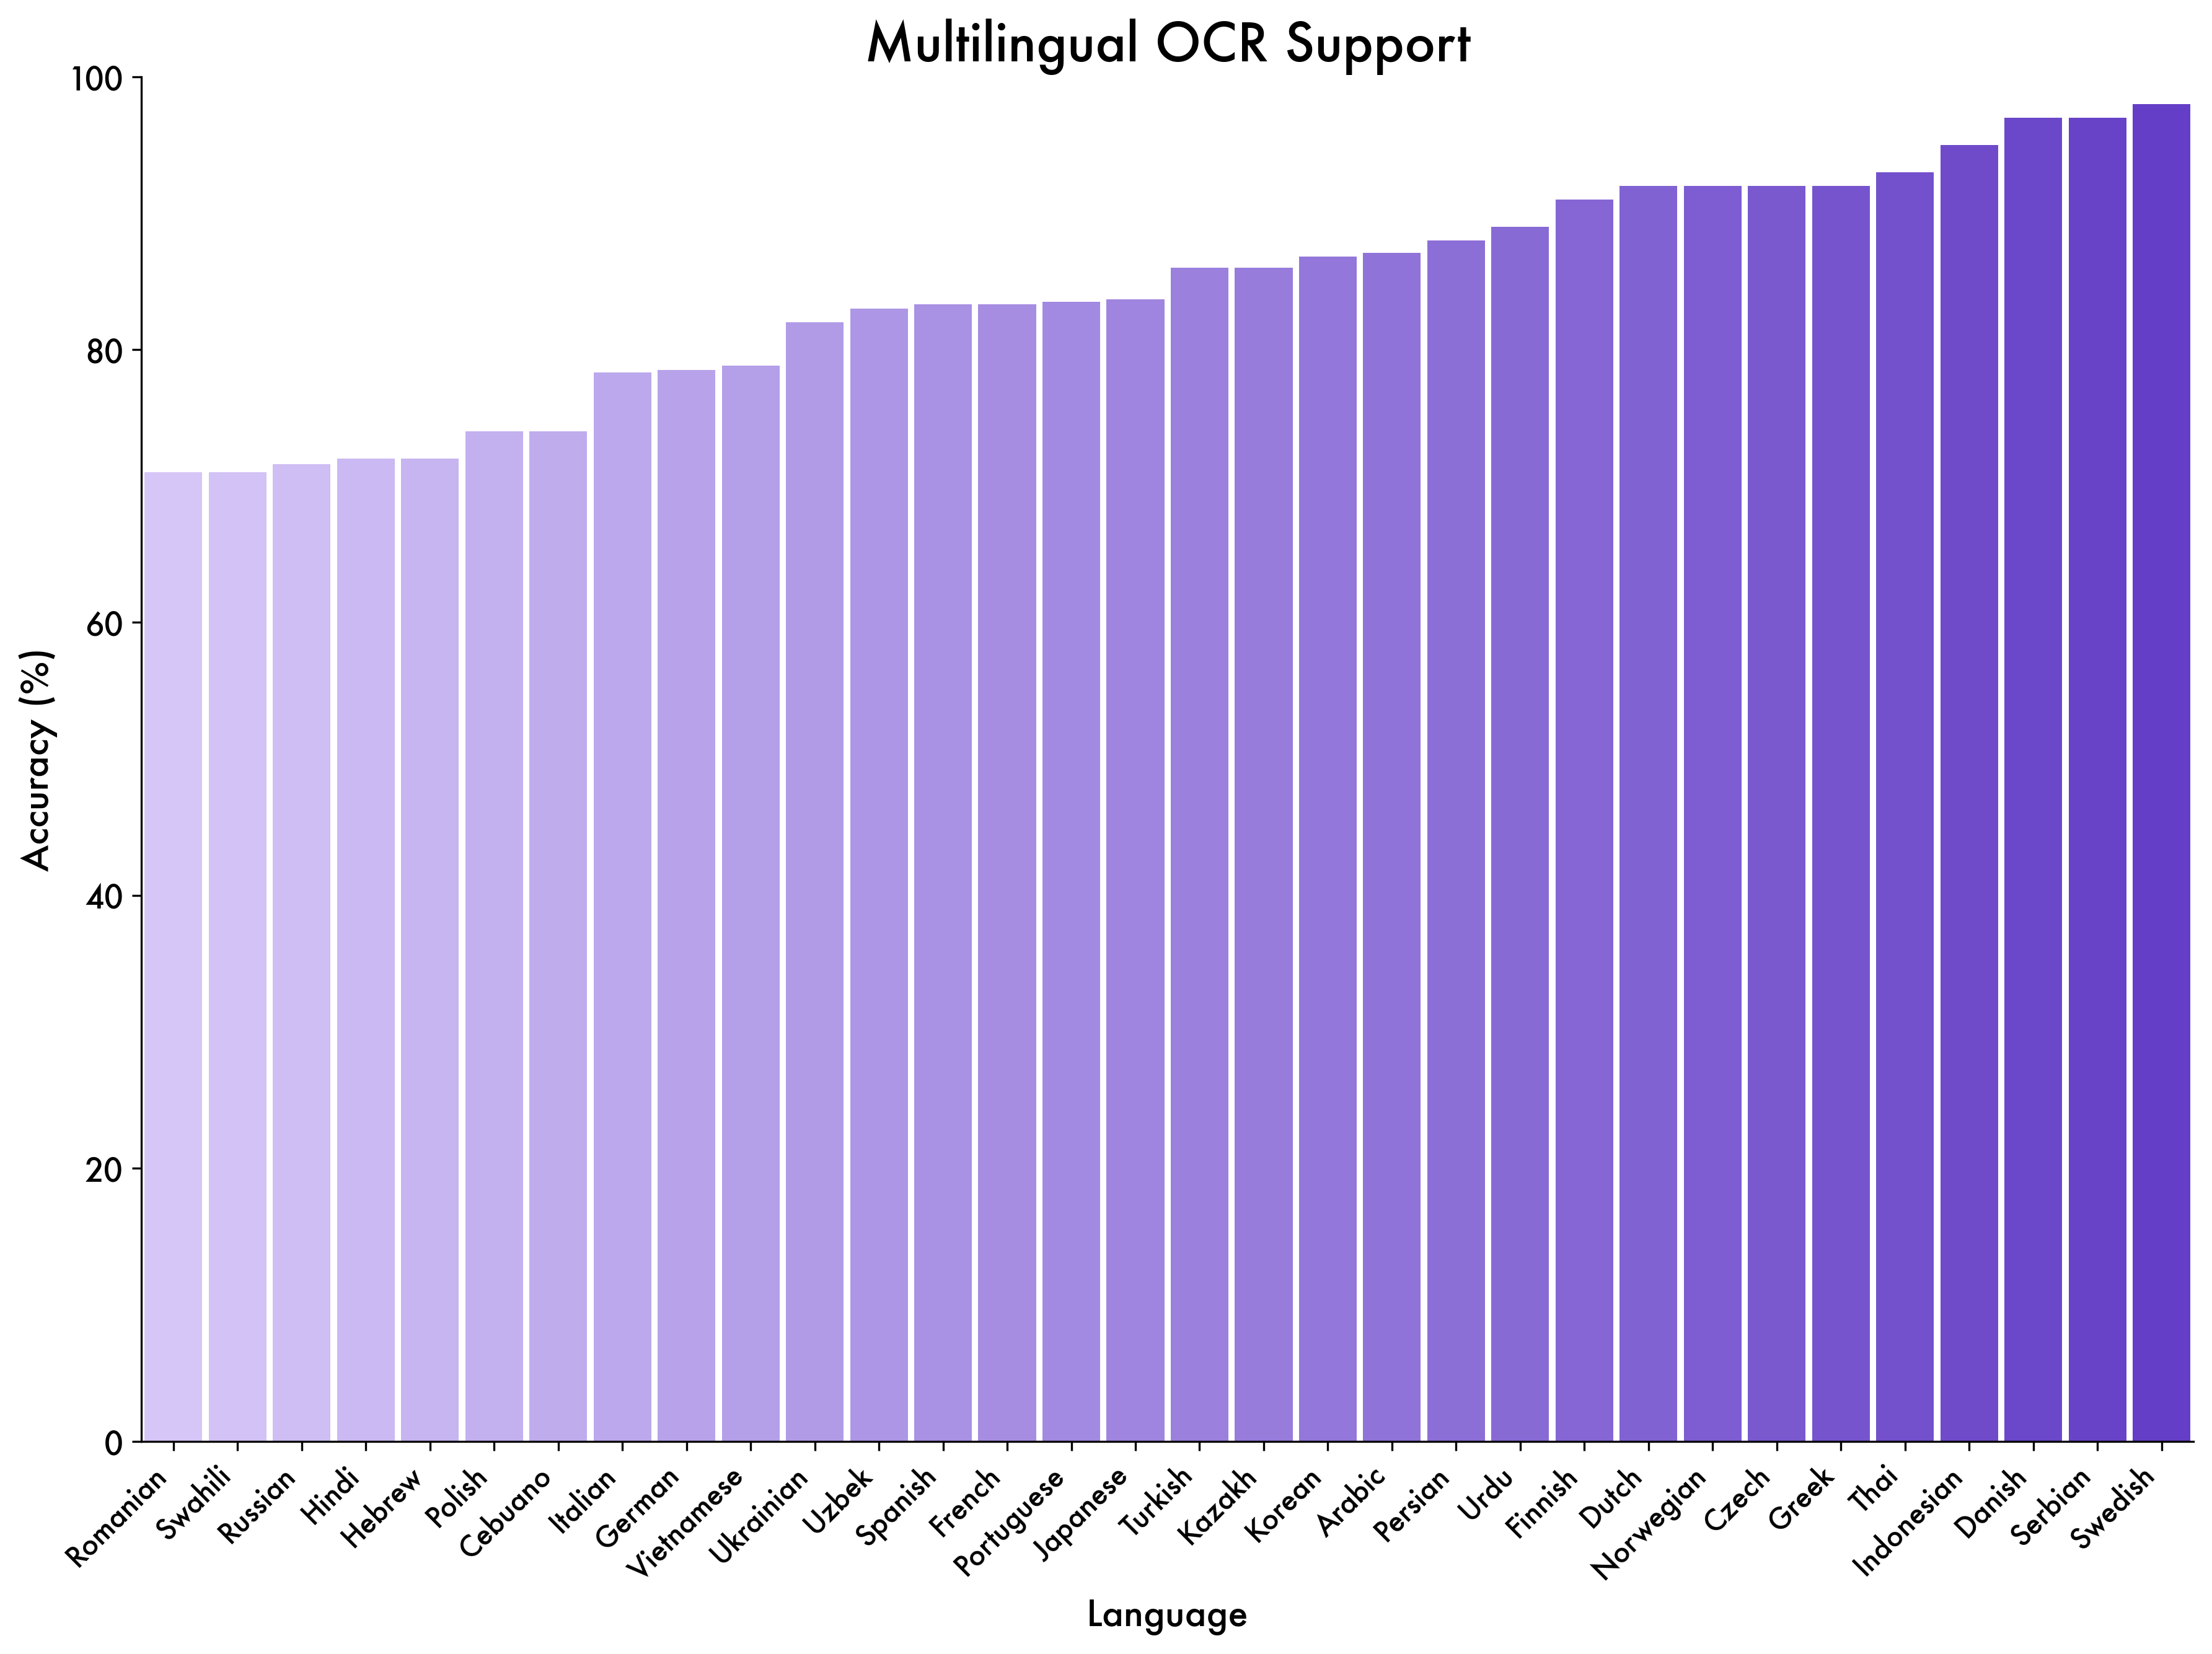 Multilingual OCR Support
100
80
60
40
20
0
Accuracy (%)
Romanian
Swahili
Russian
Hindi
Hebrew
Polish
Cebuano
Italian
German
Vietnamese
Ukrainian
Uzbek
Spanish
French
Portuguese
Japanese
Turkish
Kazakh
Korean
Arabic
Persian
Urdu
Finnish
Dutch
Norwegian
Czech
Greek
Thai
Indonesian
Danish
Serbian
Swedish
Language